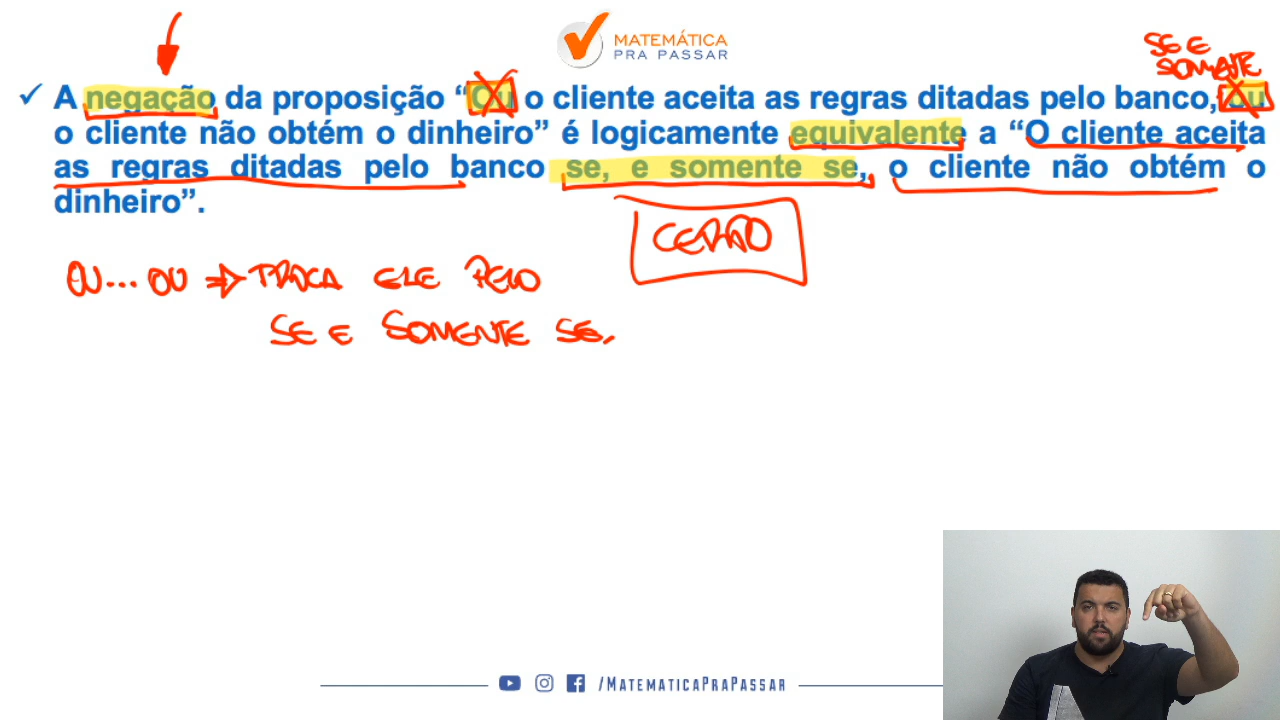 MATEMÁTICA
PRA PASSAR
SE E
SOMENTE
✓ A negação da proposição “Ou o cliente aceita as regras ditadas pelo banco, ou
o cliente não obtém o dinheiro” é logicamente equivalente a “O cliente aceita
as regras ditadas pelo banco se, e somente se, o cliente não obtém o
dinheiro”.
CERTO
OU...OU ⇒ TROCA ELE PELO
SE E SOMENTE SE.
/MATEMATICAPRAPASSAR